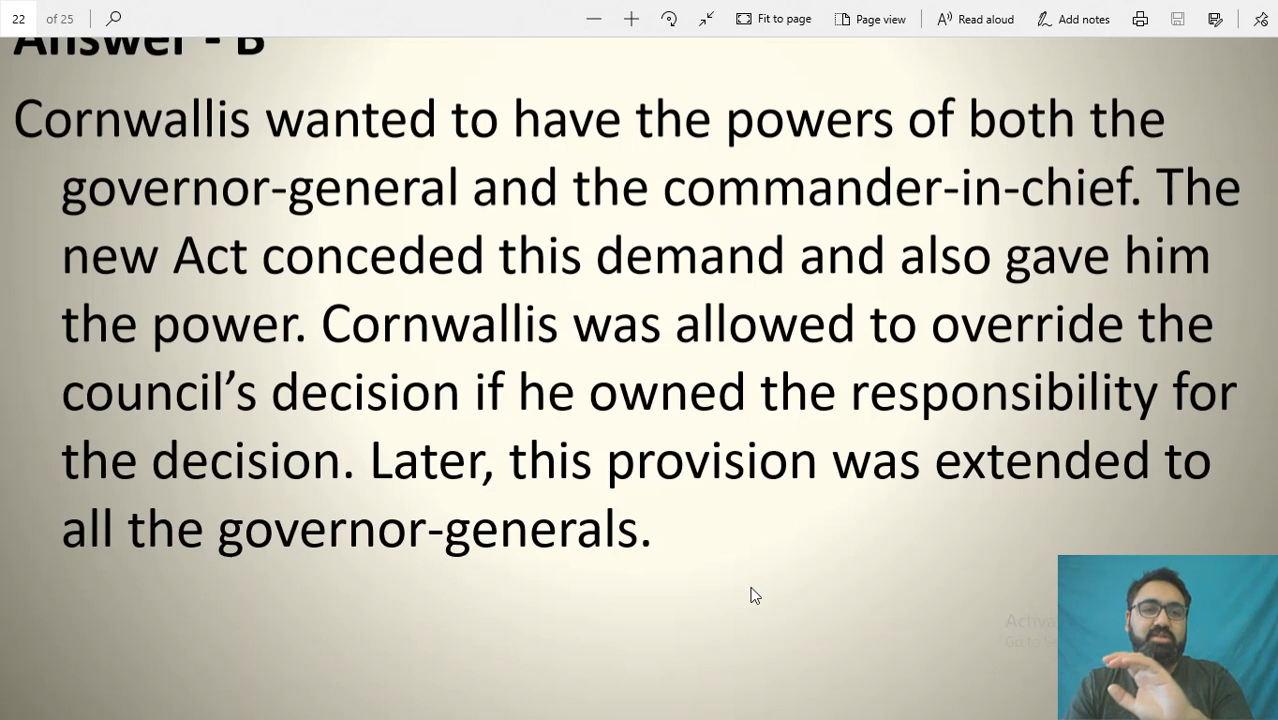 22 of 25 Fit to page Page view Read aloud Add notes
Answer - B
Cornwallis wanted to have the powers of both the
governor-general and the commander-in-chief. The
new Act conceded this demand and also gave him
the power. Cornwallis was allowed to override the
council’s decision if he owned the responsibility for
the decision. Later, this provision was extended to
all the governor-generals.